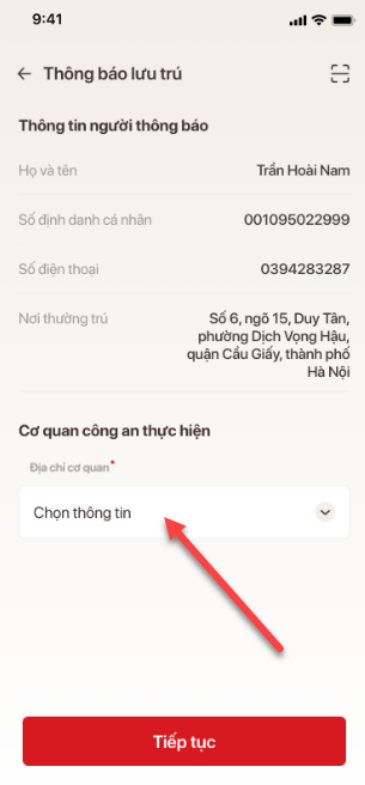 9:41
Thông báo lưu trú
Thông tin người thông báo
Họ và tên
Trần Hoài Nam
Số định danh cá nhân
001095022999
Số điện thoại
0394283287
Nơi thường trú
Số 6, ngõ 15, Duy Tân,
phường Dịch Vọng Hậu,
quận Cầu Giấy, thành phố
Hà Nội
Cơ quan công an thực hiện
Địa chỉ cơ quan*
Chọn thông tin
Tiếp tục